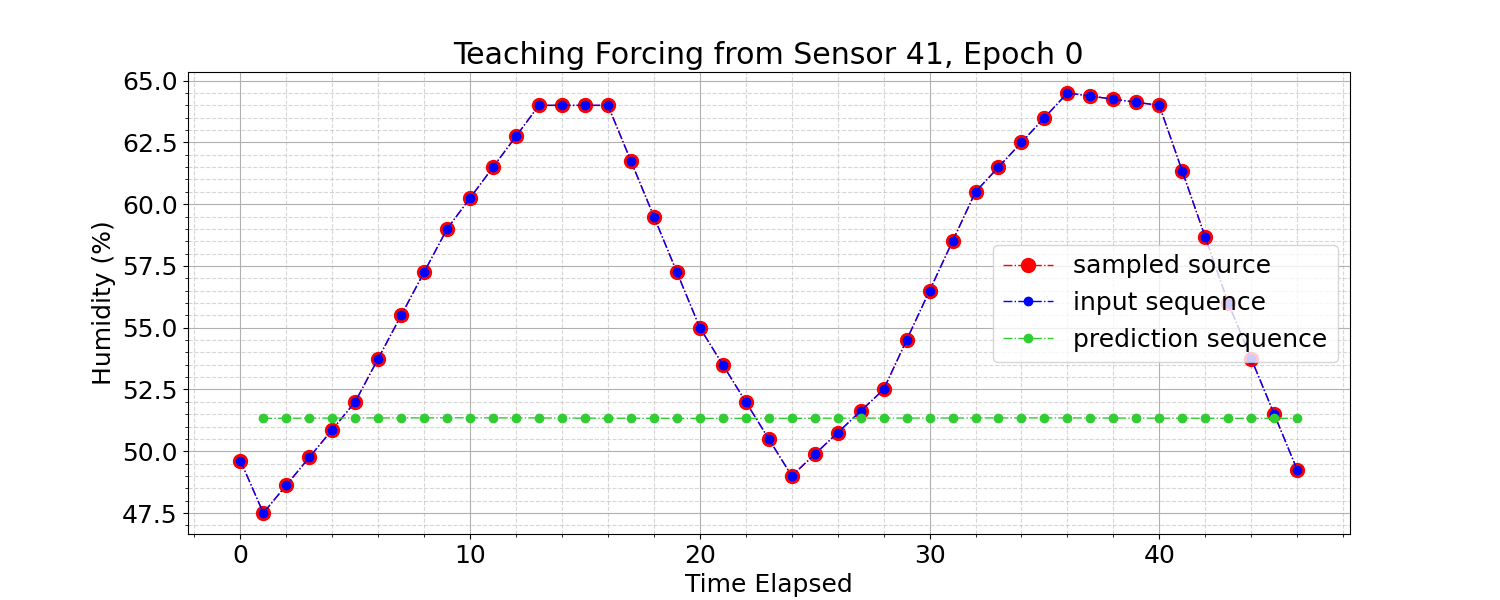 Teaching Forcing from Sensor 41, Epoch 0
Humidity (%)
65.0
62.5
60.0
57.5
55.0
52.5
50.0
47.5
sampled source
input sequence
prediction sequence
0 10 20 30 40
Time Elapsed